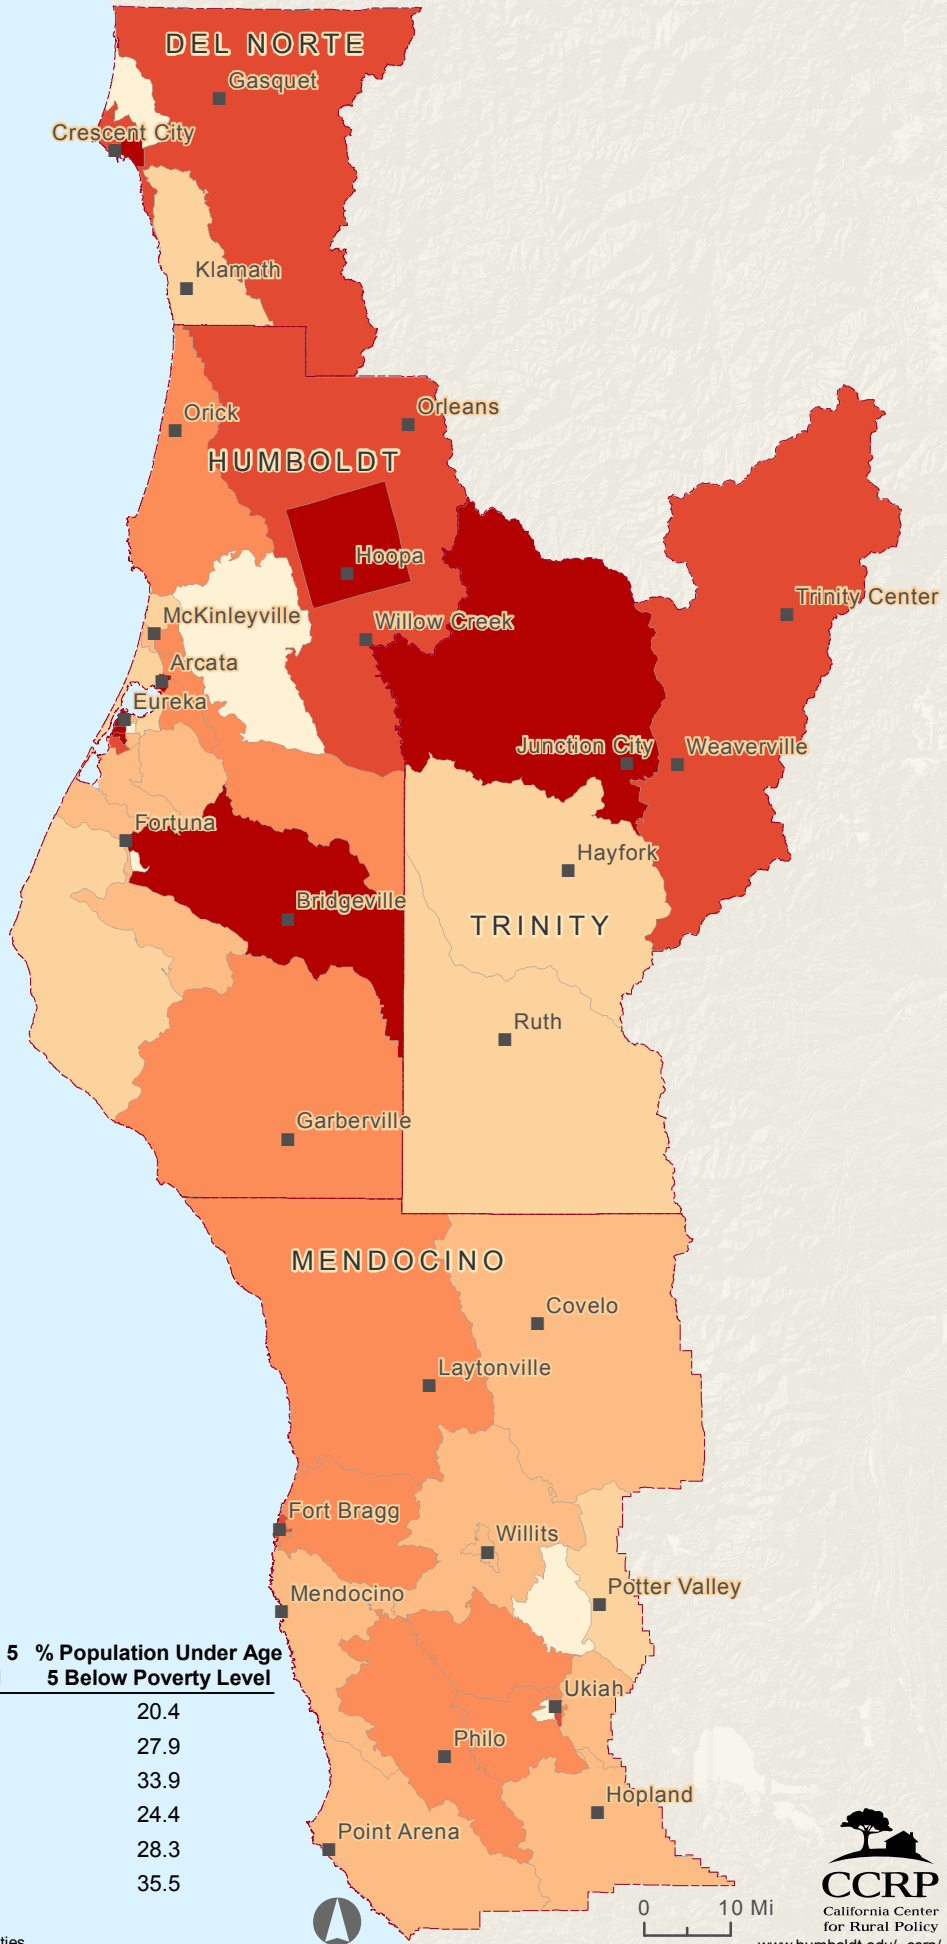 DEL NORTE
Gasquet
Crescent City
Klamath
Orick
Orleans
HUMBOLDT
Hoopa
Trinity Center
McKinleyville
Willow Creek
Arcata
Eureka
Junction City
Weaverville
Fortuna
Hayfork
Bridgeville
TRINITY
Ruth
Garberville
MENDOCINO
Covelo
Laytonville
Fort Bragg
Willits
Potter Valley
Mendocino
5 % Population Under Age
5 Below Poverty Level
Ukiah
20.4
27.9
Philo
33.9
Hopland
24.4
Point Arena
28.3
35.5
CCRP
0 10 Mi
California Center
for Rural Policy